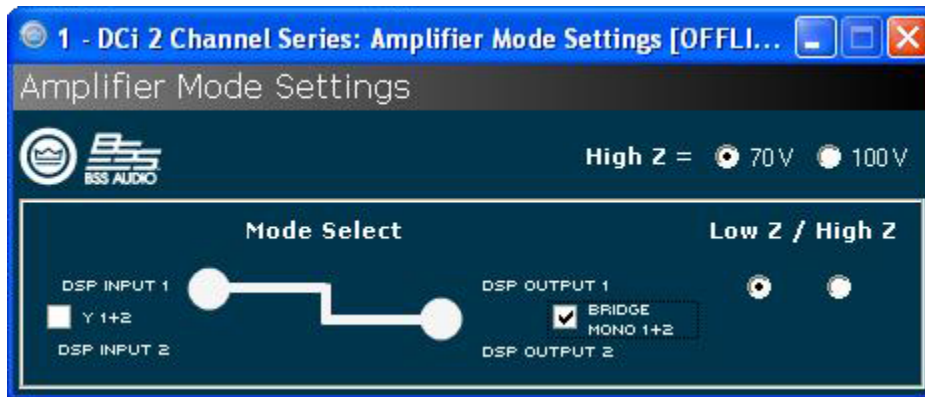 1 - DCi 2 Channel Series: Amplifier Mode Settings [OFFLI...
Amplifier Mode Settings
BSS AUDIO
High Z = 70V 100V
Mode Select
Low Z / High Z
DSP INPUT 1
Y 1+2
DSP INPUT 2
DSP OUTPUT 1
BRIDGE
MONO 1+2
DSP OUTPUT 2